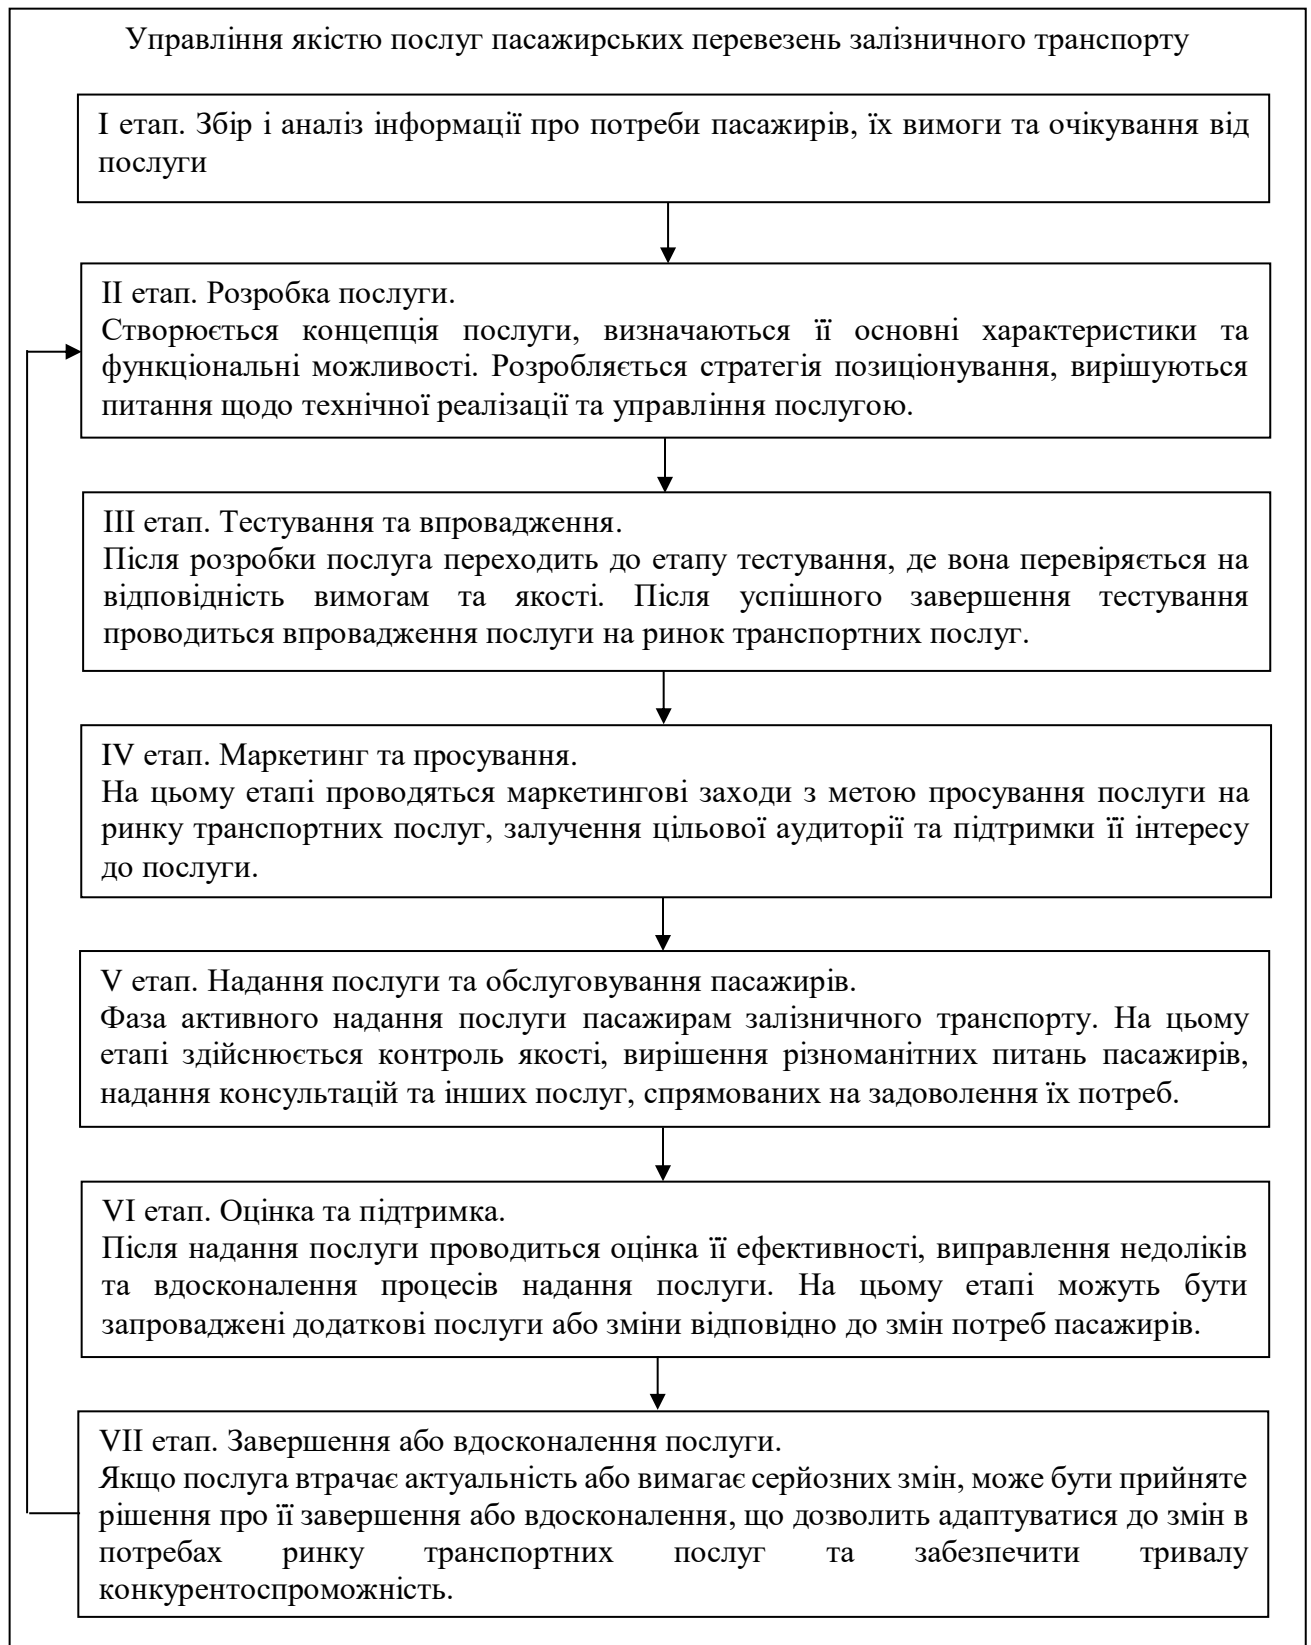 Управління якістю послуг пасажирських перевезень залізничного транспорту
І етап. Збір і аналіз інформації про потреби пасажирів, їх вимоги та очікування від
послуги
ІІ етап. Розробка послуги.
Створюється концепція послуги, визначаються її основні характеристики та
функціональні можливості. Розробляється стратегія позиціонування, вирішуються
питання щодо технічної реалізації та управління послугою.
ІІІ етап. Тестування та впровадження.
Після розробки послуга переходить до етапу тестування, де вона перевіряється на
відповідність вимогам та якості. Після успішного завершення тестування
проводиться впровадження послуги на ринок транспортних послуг.
IV етап. Маркетинг та просування.
На цьому етапі проводяться маркетингові заходи з метою просування послуги на
ринку транспортних послуг, залучення цільової аудиторії та підтримки її інтересу
до послуги.
V етап. Надання послуги та обслуговування пасажирів.
Фаза активного надання послуги пасажирам залізничного транспорту. На цьому
етапі здійснюється контроль якості, вирішення різноманітних питань пасажирів,
надання консультацій та інших послуг, спрямованих на задоволення їх потреб.
VI етап. Оцінка та підтримка.
Після надання послуги проводиться оцінка її ефективності, виправлення недоліків
та вдосконалення процесів надання послуги. На цьому етапі можуть бути
запроваджені додаткові послуги або зміни відповідно до змін потреб пасажирів.
VII етап. Завершення або вдосконалення послуги.
Якщо послуга втрачає актуальність або вимагає серйозних змін, може бути прийняте
рішення про її завершення або вдосконалення, що дозволить адаптуватися до змін в
потребах ринку транспортних послуг та забезпечити тривалу
конкурентоспроможність.